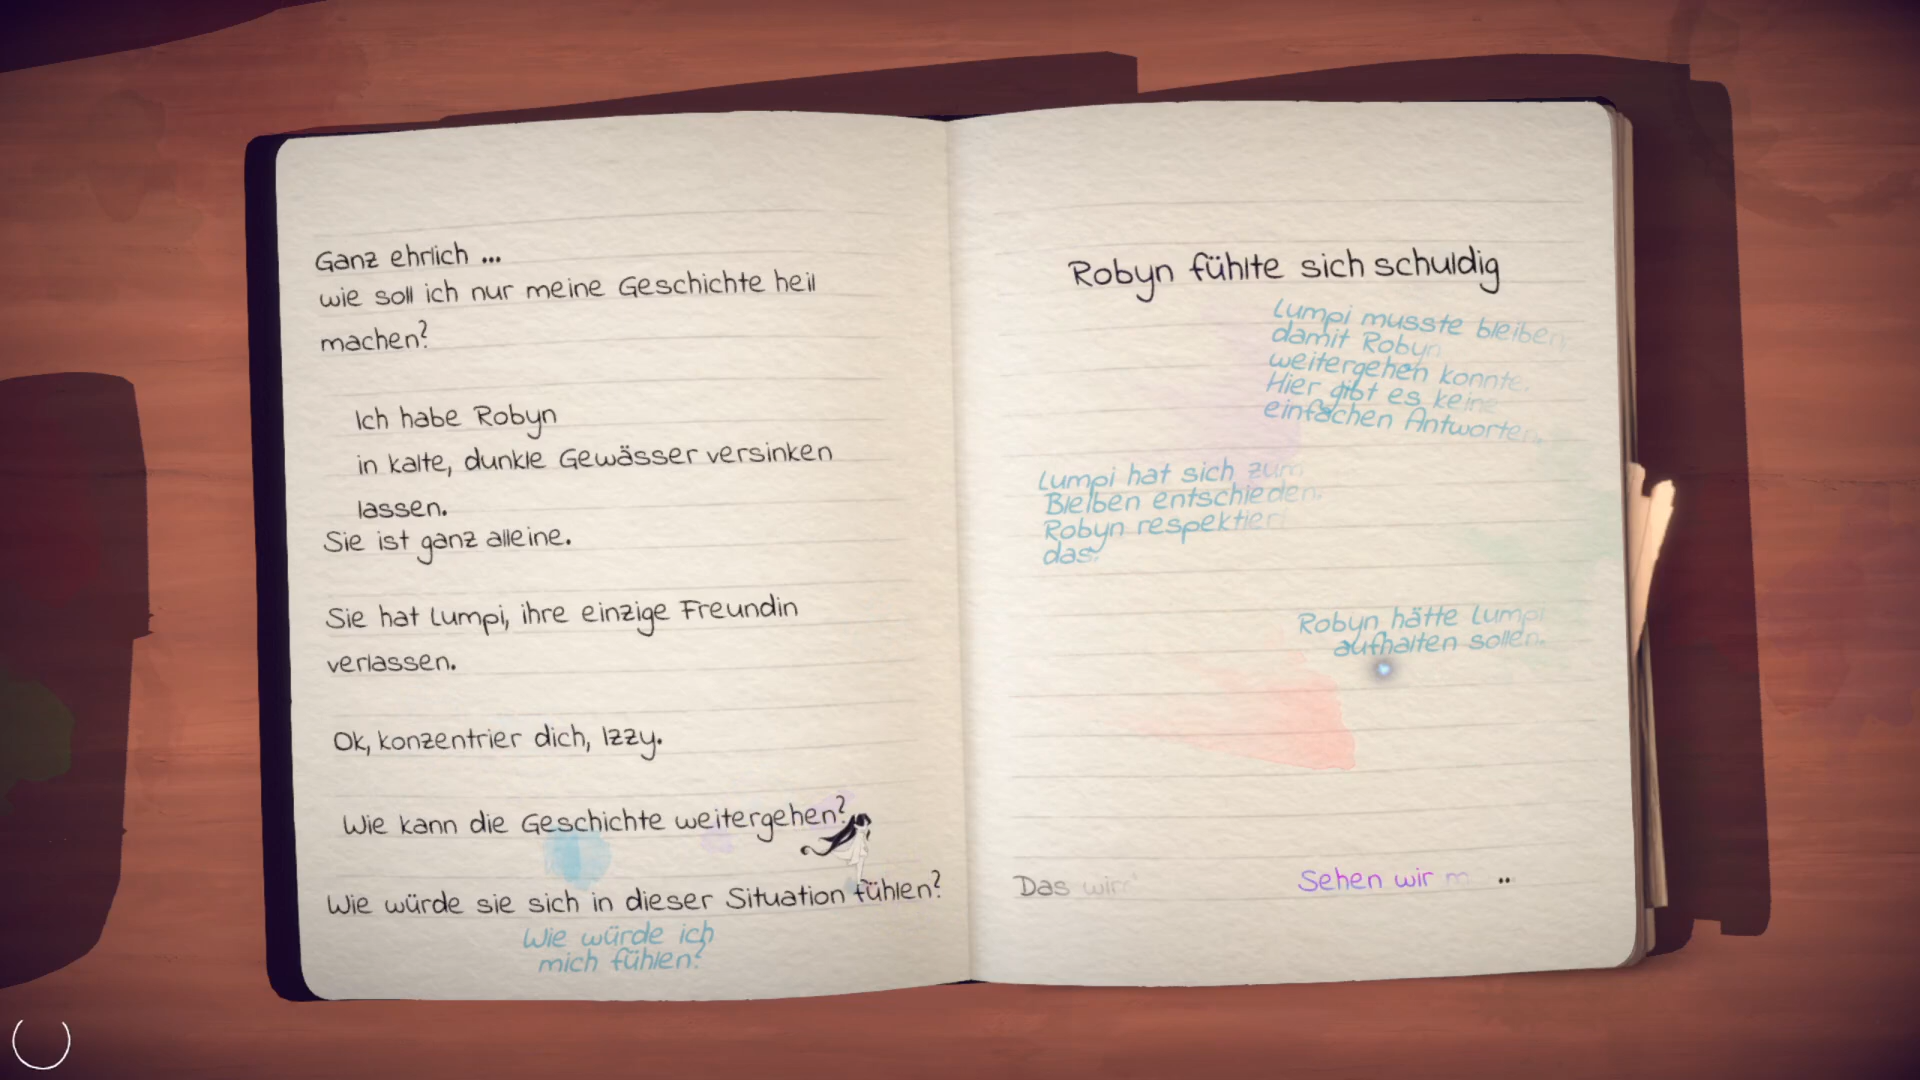 Ganz ehrlich ...
wie soll ich nur meine Geschichte heil
machen?
Ich habe Robyn
in kalte, dunkle Gewässer versinken
lassen.
Sie ist ganz alleine.
Sie hat Lumpi, ihre einzige Freundin
verlassen.
Ok, konzentrier dich, Izzy.
Wie kann die Geschichte weitergehen?
Wie würde sie sich in dieser Situation fühlen?
Wie würde ich
mich fühlen?
Robyn fühlte sich schuldig
Lumpi musste bleiben,
damit Robyn
weitergehen konnte.
Hier gibt es keine
einfachen Antworten.
Lumpi hat sich zum
Bleiben entschieden.
Robyn respektiert
das.
Robyn hätte Lumpi
aufhalten sollen.
Das
Sehen wir m ..